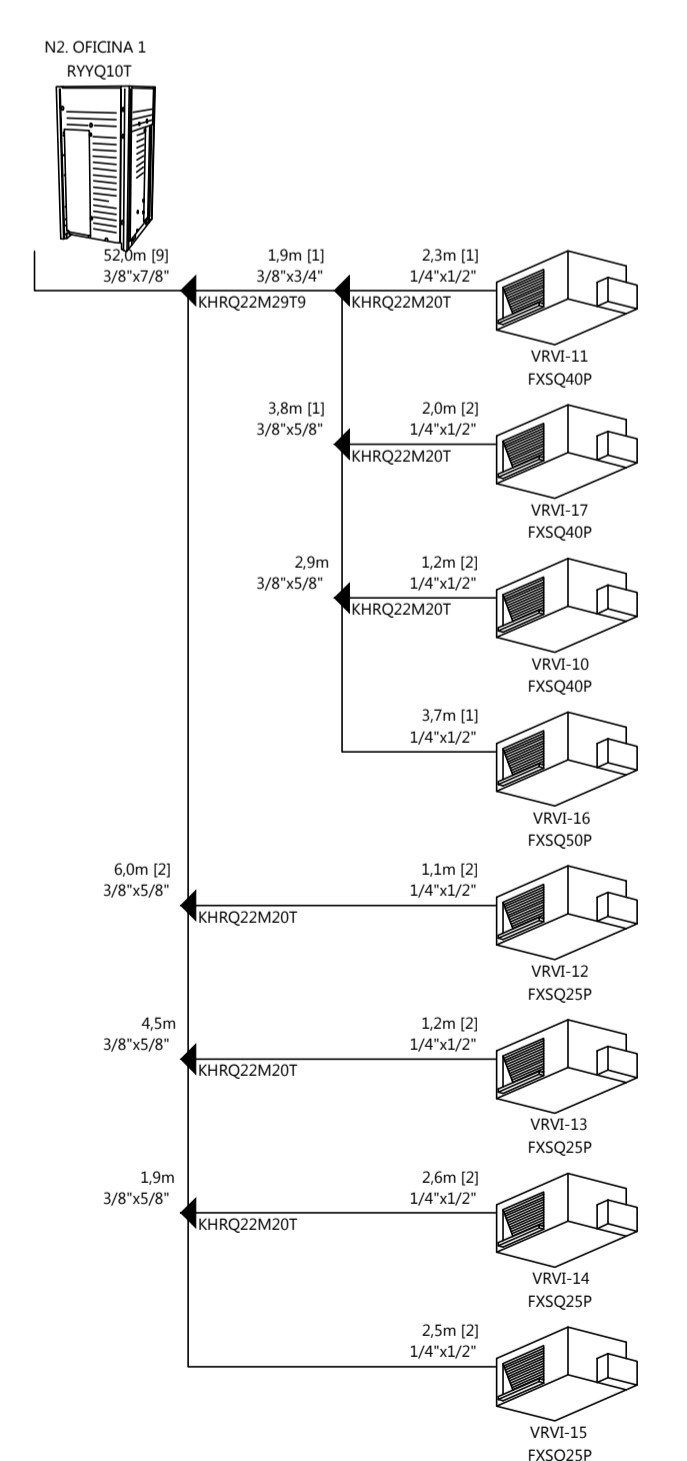 N2. OFICINA 1
RYYQ10T
52,0m [9]
3/8"x7/8"
KHRQ22M29T9
1,9m [1]
3/8"x3/4"
KHRQ22M20T
2,3m [1]
1/4"x1/2"
VRVI-11
FXSQ40P
3,8m [1]
3/8"x5/8"
KHRQ22M20T
2,0m [2]
1/4"x1/2"
VRVI-17
FXSQ40P
2,9m
3/8"x5/8"
KHRQ22M20T
1,2m [2]
1/4"x1/2"
VRVI-10
FXSQ40P
3,7m [1]
1/4"x1/2"
VRVI-16
FXSQ50P
6,0m [2]
3/8"x5/8"
KHRQ22M20T
1,1m [2]
1/4"x1/2"
VRVI-12
FXSQ25P
4,5m
3/8"x5/8"
KHRQ22M20T
1,2m [2]
1/4"x1/2"
VRVI-13
FXSQ25P
1,9m
3/8"x5/8"
KHRQ22M20T
2,6m [2]
1/4"x1/2"
VRVI-14
FXSQ25P
2,5m [2]
1/4"x1/2"
VRVI-15
FXSQ25P